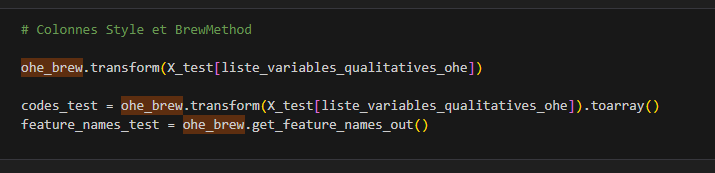 # Colonnes Style et BrewMethod
ohe_brew.transform(X_test[liste_variables_qualitatives_ohe])
codes_test = ohe_brew.transform(X_test[liste_variables_qualitatives_ohe]).toarray()
feature_names_test = ohe_brew.get_feature_names_out()